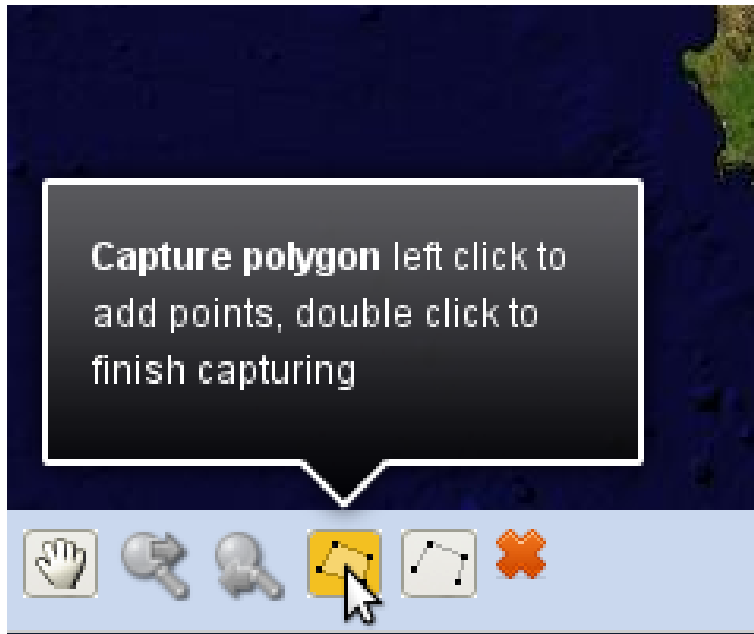 Capture polygon left click to
add points, double click to
finish capturing